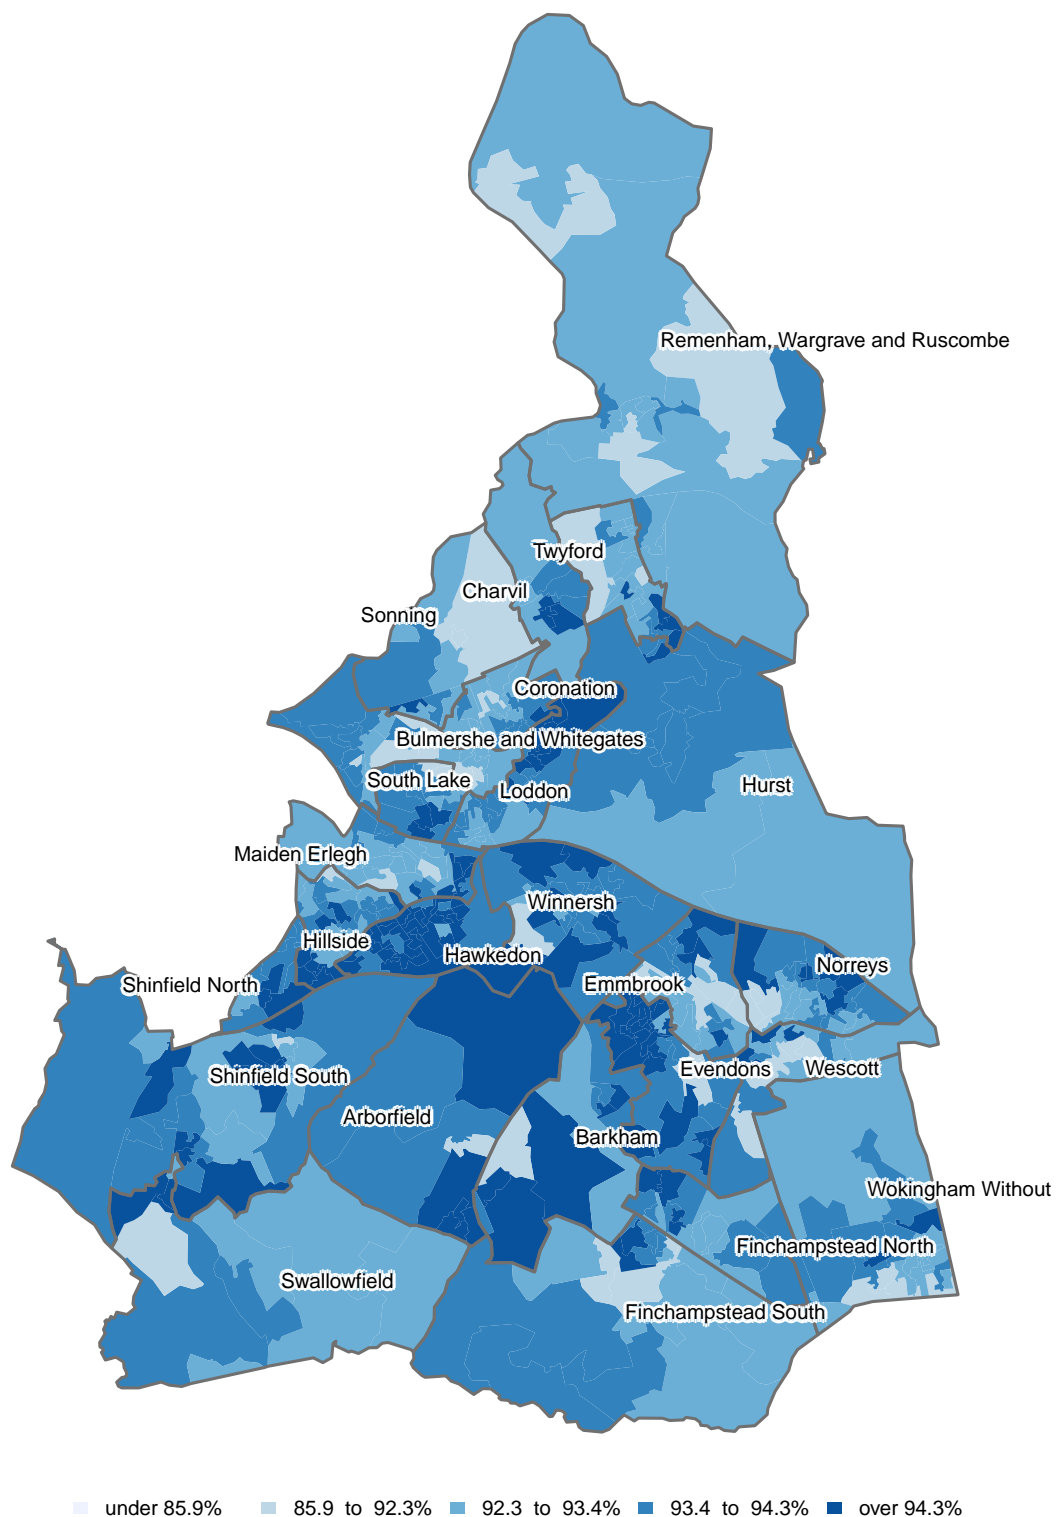 Remenham, Wargrave and Ruscombe
Twyford
Charvil
Sonning
Coronation
Bulmershe and Whitegates
South Lake
Loddon
Hurst
Maiden Erlegh
Winnersh
Hillside
Hawkedon
Norreys
Shinfield North
Emmbrook
Evendons
Wescott
Shinfield South
Arborfield
Barkham
Wokingham Without
Finchampstead North
Swallowfield
Finchampstead South
under 85.9% 85.9 to 92.3% 92.3 to 93.4% 93.4 to 94.3% over 94.3%